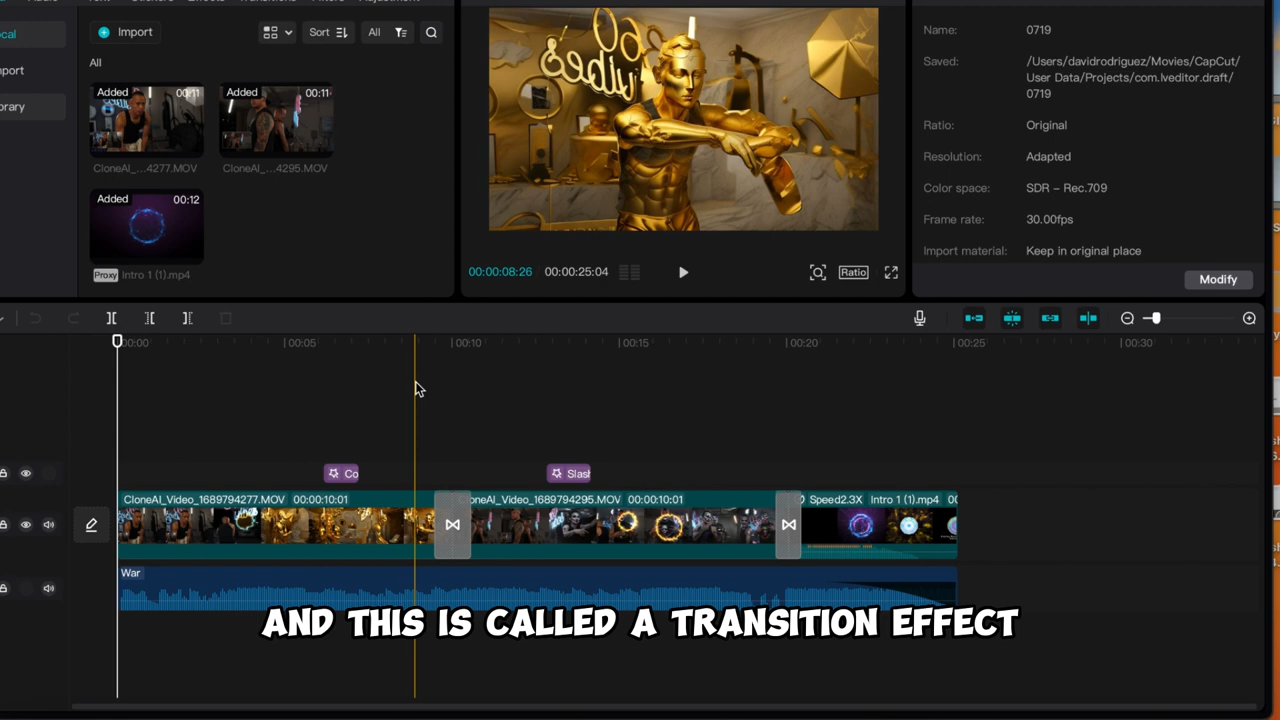 Import
Sort
All
All
Added
00:11
Added
00:11
CloneAI_...4277.MOV
CloneAI_...4295.MOV
Added
00:12
Proxy
Intro 1 (1).mp4
60
vibes
00:00:08:26
00:00:25:04
Ratio
Name:
0719
Saved:
/Users/davidrodriguez/Movies/CapCut/
User Data/Projects/com.lveditor.draft/
0719
Ratio:
Original
Resolution:
Adapted
Color space:
SDR – Rec.709
Frame rate:
30.00fps
Import material:
Keep in original place
Modify
00:00
00:05
00:10
00:15
00:20
00:25
00:30
Co
Slash
CloneAI_Video_1689794277.MOV 00:00:10:01
CloneAI_Video_1689794295.MOV 00:00:10:01
Speed2.3X Intro 1 (1).mp4
War
AND THIS IS CALLED A TRANSITION EFFECT